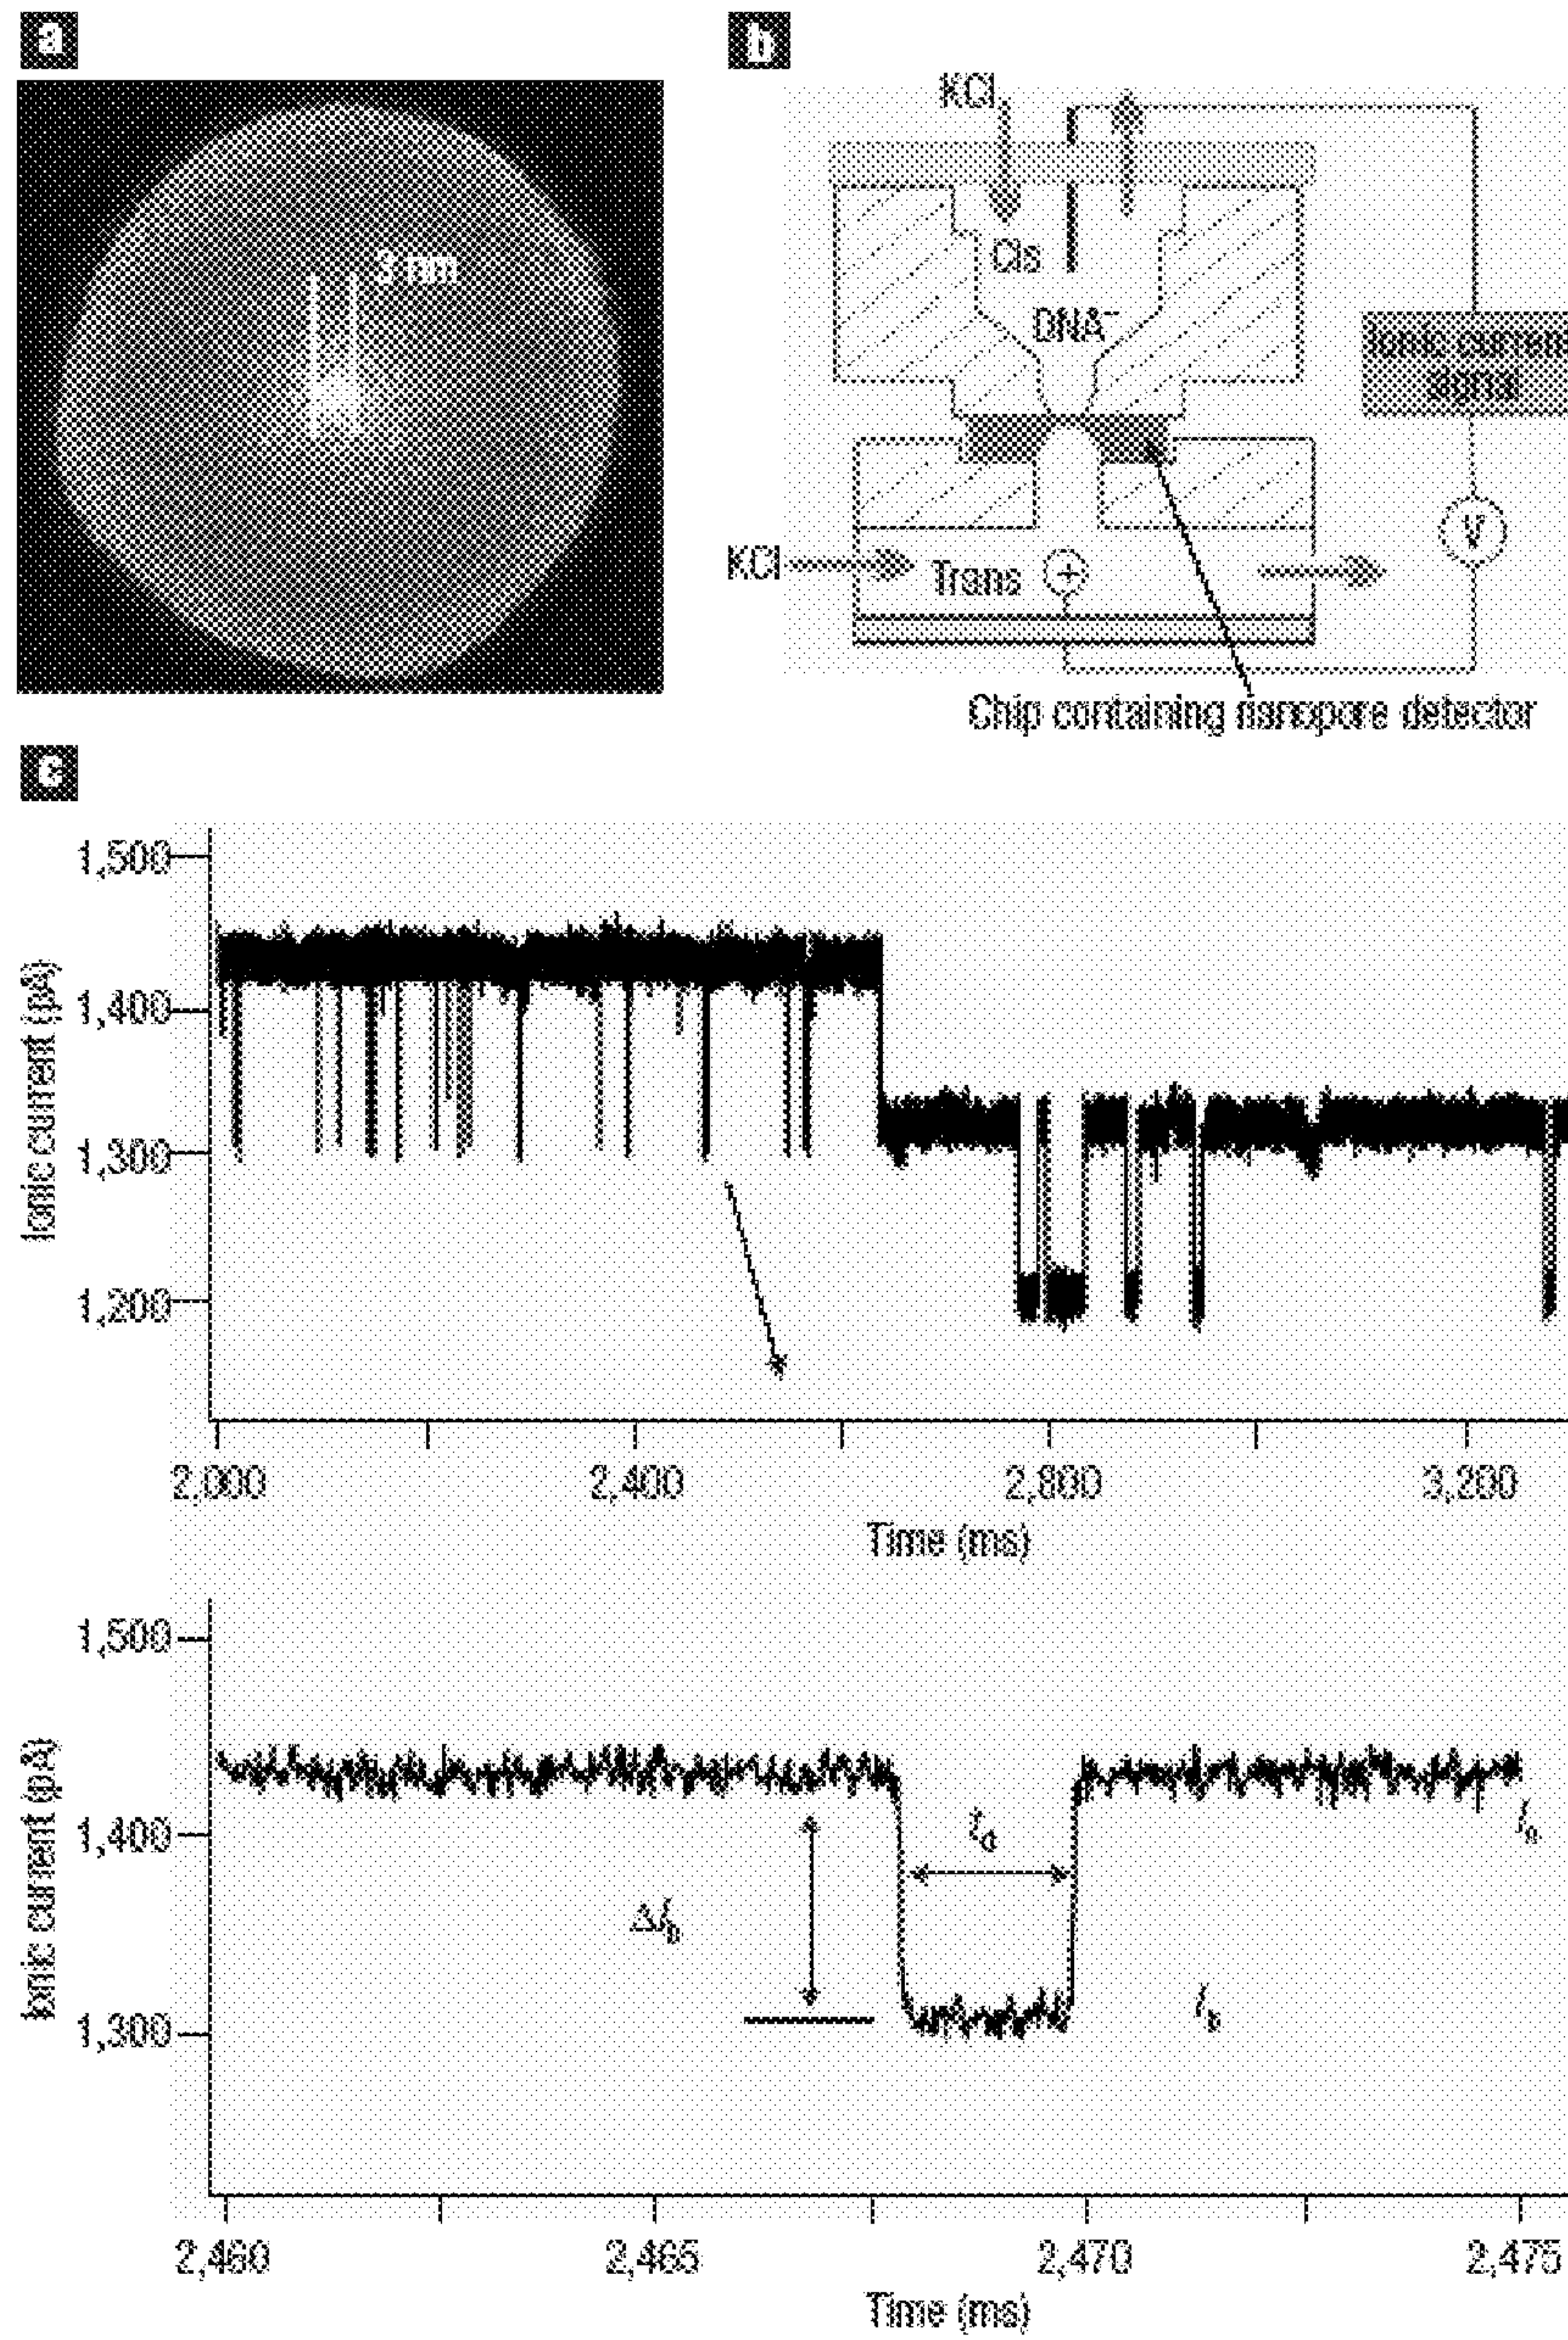 a
3 nm
b
KCl
Cis
DNA⁻
Ionic curren
signal
V
KCl
Trans
+
Chip containing nanopore detector
c
1,500
1,400
1,300
1,200
Ionic current (pA)
2,000
2,400
2,800
3,200
Time (ms)
1,500
1,400
1,300
Ionic current (pA)
t_d
ΔI_b
I_b
2,460
2,465
2,470
2,475
Time (ms)